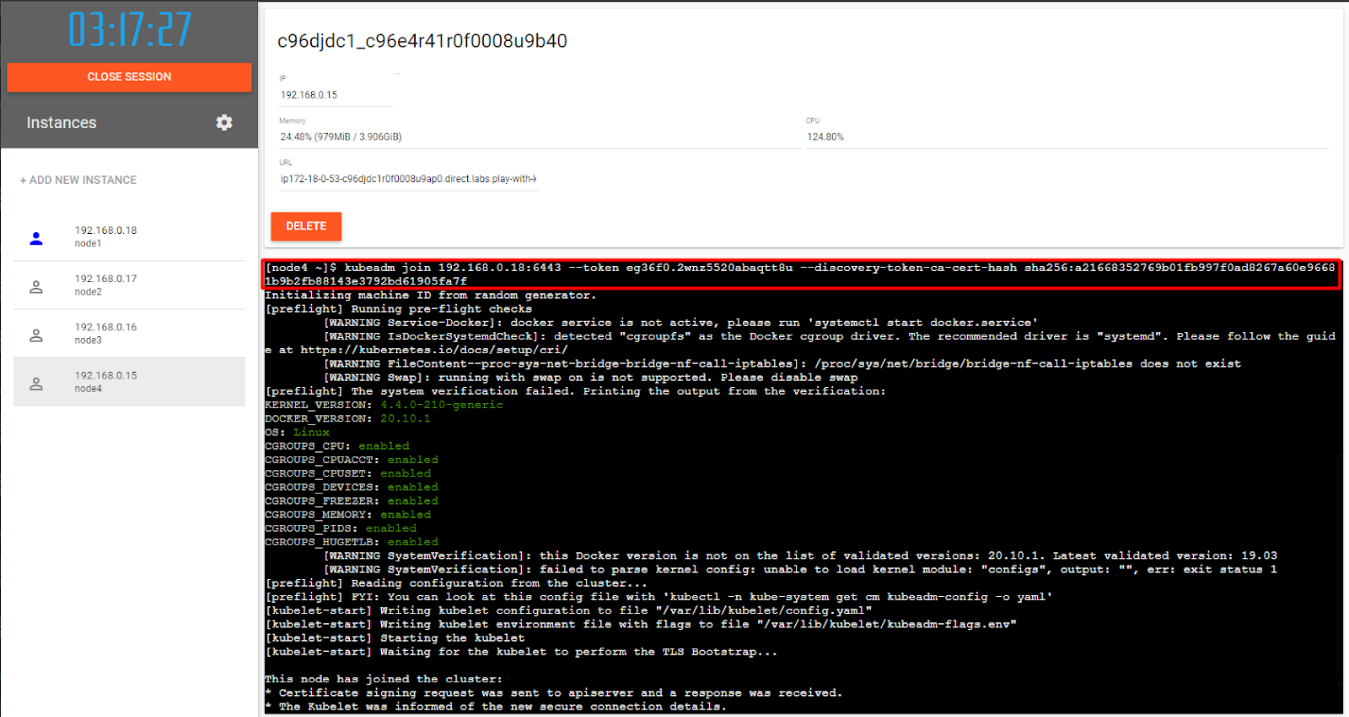 03:17:27
CLOSE SESSION
Instances
+ ADD NEW INSTANCE
192.168.0.18
node1
192.168.0.17
node2
192.168.0.16
node3
192.168.0.15
node4
c96djdc1_c96e4r41r0f0008u9b40
IP
192.168.0.15
Memory
24.48% (979MiB / 3.906GiB)
CPU
124.80%
URL
ip172-18-0-53-c96djdc1r0f0008u9ap0.direct.labs.play-with-k
DELETE
[node4 ~]$ kubeadm join 192.168.0.18:6443 --token eg36f0.2wnz5520abaqtt8u --discovery-token-ca-cert-hash sha256:a21668352769b01fb997f0ad8267a60e9668
1b9b2fb88143e3792bd61905fa7f
Initializing machine ID from random generator.
[preflight] Running pre-flight checks
[WARNING Service-Docker]: docker service is not active, please run 'systemctl start docker.service'
[WARNING IsDockerSystemdCheck]: detected "cgroupfs" as the Docker cgroup driver. The recommended driver is "systemd". Please follow the guid
e at https://kubernetes.io/docs/setup/cri/
[WARNING FileContent--proc-sys-net-bridge-bridge-nf-call-iptables]: /proc/sys/net/bridge/bridge-nf-call-iptables does not exist
[WARNING Swap]: running with swap on is not supported. Please disable swap
[preflight] The system verification failed. Printing the output from the verification:
KERNEL_VERSION: 4.4.0-210-generic
DOCKER_VERSION: 20.10.1
OS: Linux
CGROUPS_CPU: enabled
CGROUPS_CPUACCT: enabled
CGROUPS_CPUSET: enabled
CGROUPS_DEVICES: enabled
CGROUPS_FREEZER: enabled
CGROUPS_MEMORY: enabled
CGROUPS_PIDS: enabled
CGROUPS_HUGETLB: enabled
[WARNING SystemVerification]: this Docker version is not on the list of validated versions: 20.10.1. Latest validated version: 19.03
[WARNING SystemVerification]: failed to parse kernel config: unable to load kernel module: "configs", output: "", err: exit status 1
[preflight] Reading configuration from the cluster...
[preflight] FYI: You can look at this config file with 'kubectl -n kube-system get cm kubeadm-config -o yaml'
[kubelet-start] Writing kubelet configuration to file "/var/lib/kubelet/config.yaml"
[kubelet-start] Writing kubelet environment file with flags to file "/var/lib/kubelet/kubeadm-flags.env"
[kubelet-start] Starting the kubelet
[kubelet-start] Waiting for the kubelet to perform the TLS Bootstrap...
This node has joined the cluster:
* Certificate signing request was sent to apiserver and a response was received.
* The Kubelet was informed of the new secure connection details.